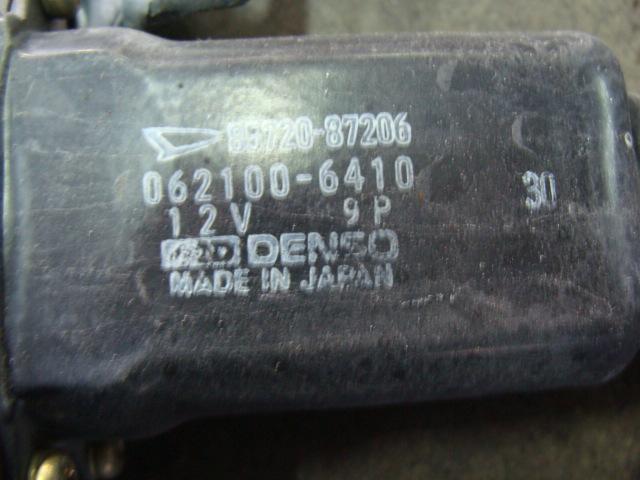 85720-87206
062100-6410
30
12V 9P
DENSO
MADE IN JAPAN